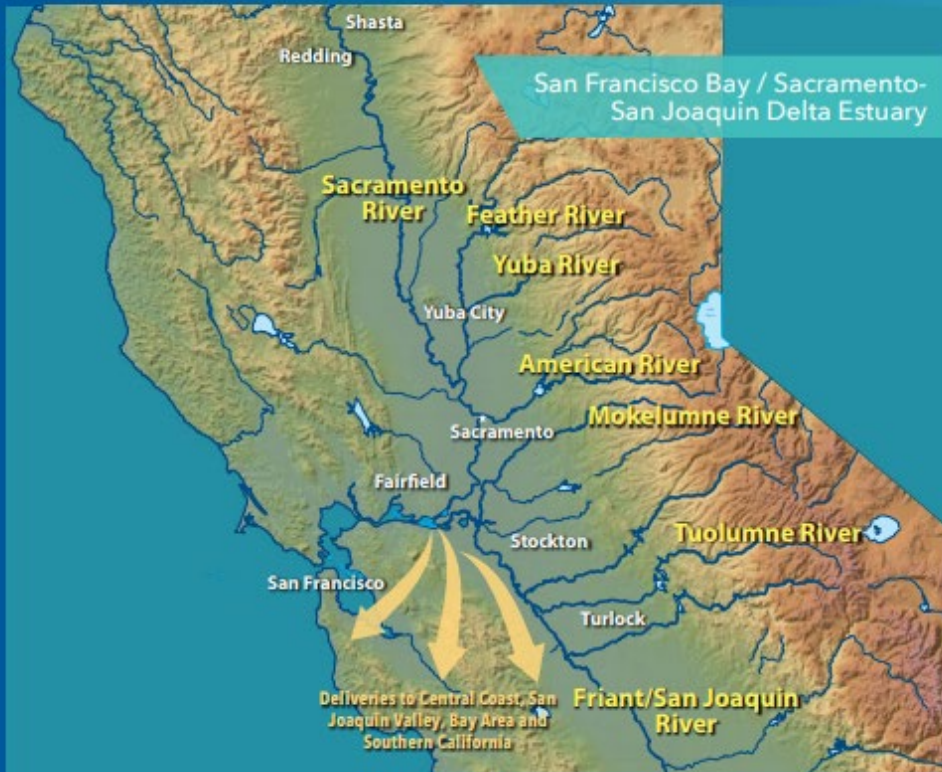 Shasta
Redding
San Francisco Bay / Sacramento-
San Joaquin Delta Estuary
Sacramento
River
Feather River
Yuba River
Yuba City
American River
Mokelumne River
Sacramento
Fairfield
Tuolumne River
Stockton
San Francisco
Turlock
Deliveries to Central Coast, San
Joaquin Valley, Bay Area and
Southern California
Friant/San Joaquin
River